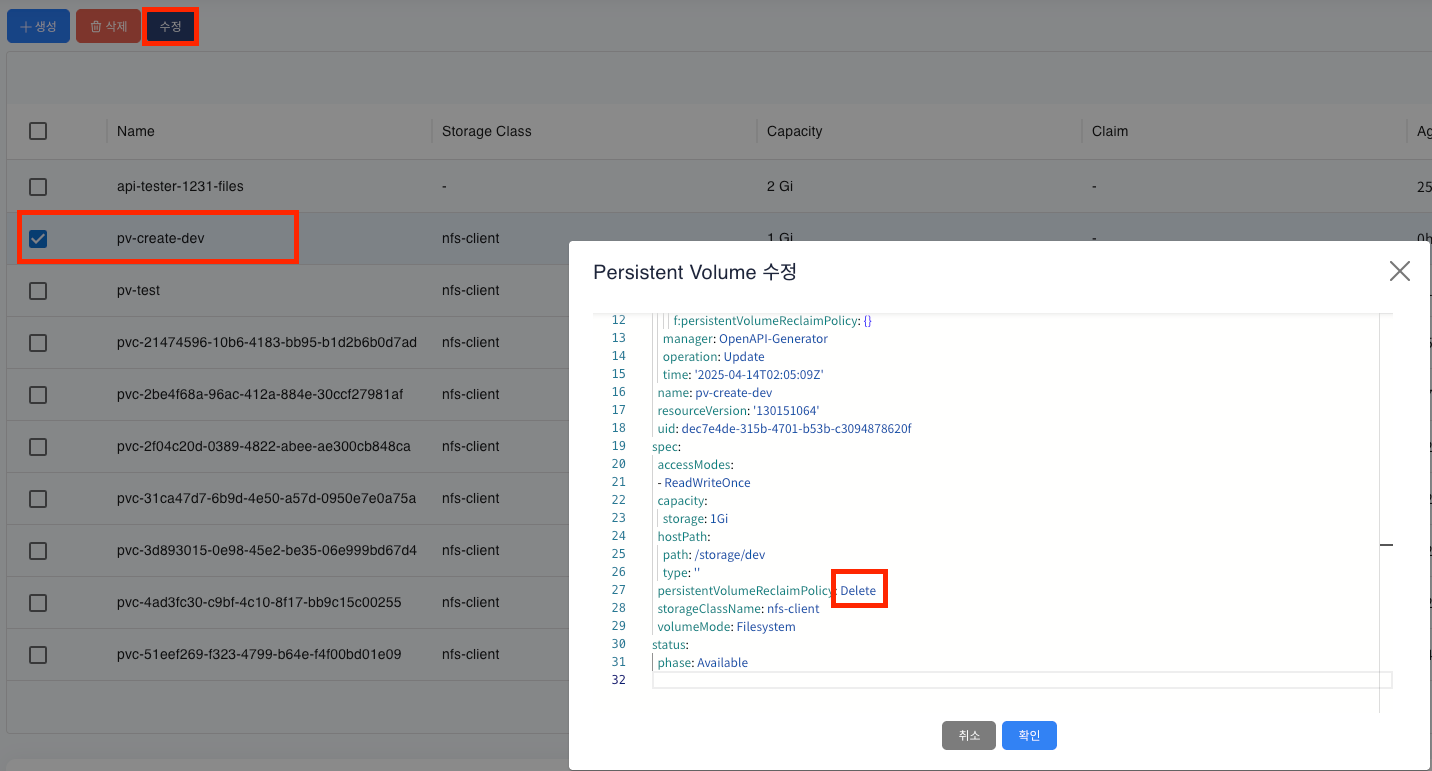 생성 삭제 수정
Name Storage Class Capacity Claim
api-tester-1231-files - 2 Gi - 25
pv-create-dev nfs-client 1 Gi -
pv-test nfs-client
pvc-21474596-10b6-4183-bb95-b1d2b6b0d7ad nfs-client
pvc-2be4f68a-96ac-412a-884e-30ccf27981af nfs-client
pvc-2f04c20d-0389-4822-abee-ae300cb848ca nfs-client
pvc-31ca47d7-6b9d-4e50-a57d-0950e7e0a75a nfs-client
pvc-3d893015-0e98-45e2-be35-06e999bd67d4 nfs-client
pvc-4ad3fc30-c9bf-4c10-8f17-bb9c15c00255 nfs-client
pvc-51eef269-f323-4799-b64e-f4f00bd01e09 nfs-client
Persistent Volume 수정
12 f:persistentVolumeReclaimPolicy: {}
13 manager: OpenAPI-Generator
14 operation: Update
15 time: '2025-04-14T02:05:09Z'
16 name: pv-create-dev
17 resourceVersion: '130151064'
18 uid: dec7e4de-315b-4701-b53b-c3094878620f
19 spec:
20 accessModes:
21 - ReadWriteOnce
22 capacity:
23 storage: 1Gi
24 hostPath:
25 path: /storage/dev
26 type: ''
27 persistentVolumeReclaimPolicy: Delete
28 storageClassName: nfs-client
29 volumeMode: Filesystem
30 status:
31 phase: Available
32
취소 확인